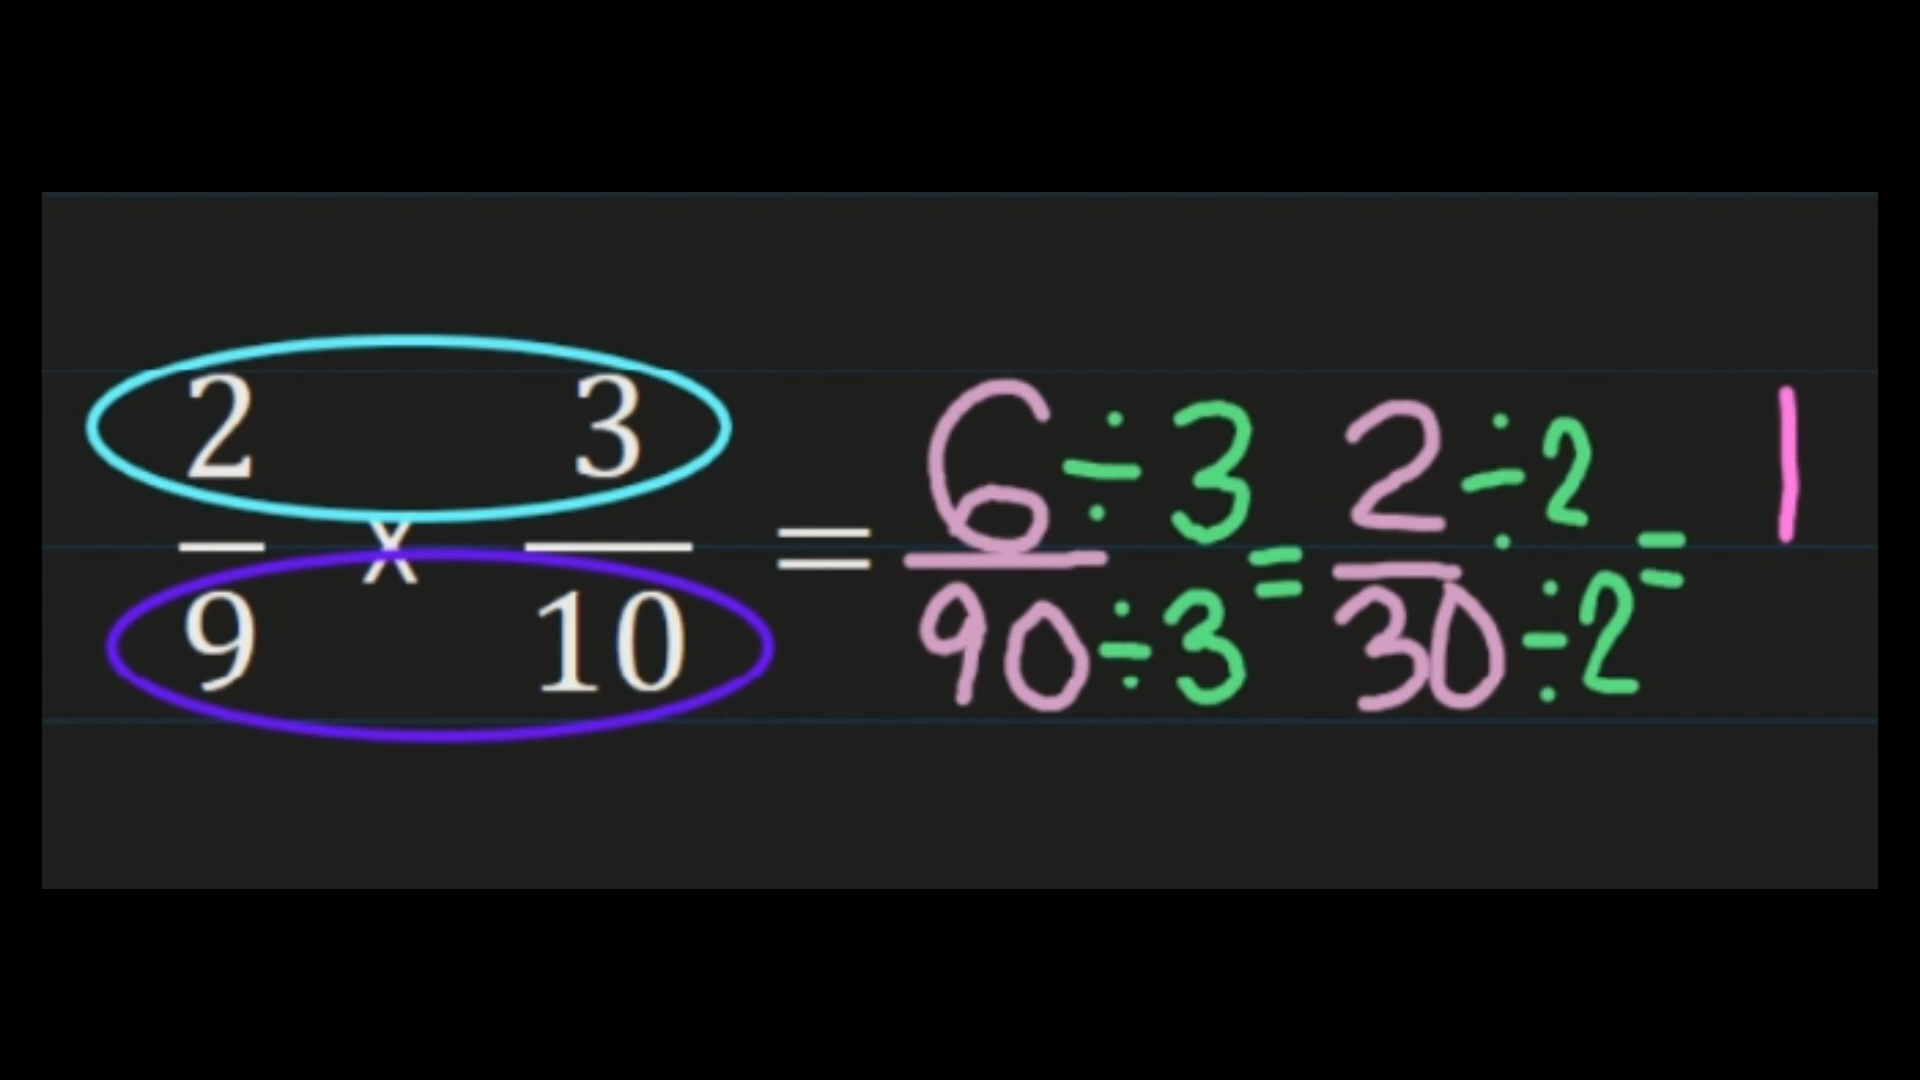 2 3 6 ÷ 3 2 ÷ 2 1
— x — = — = — =
9 10 90 ÷ 3 30 ÷ 2